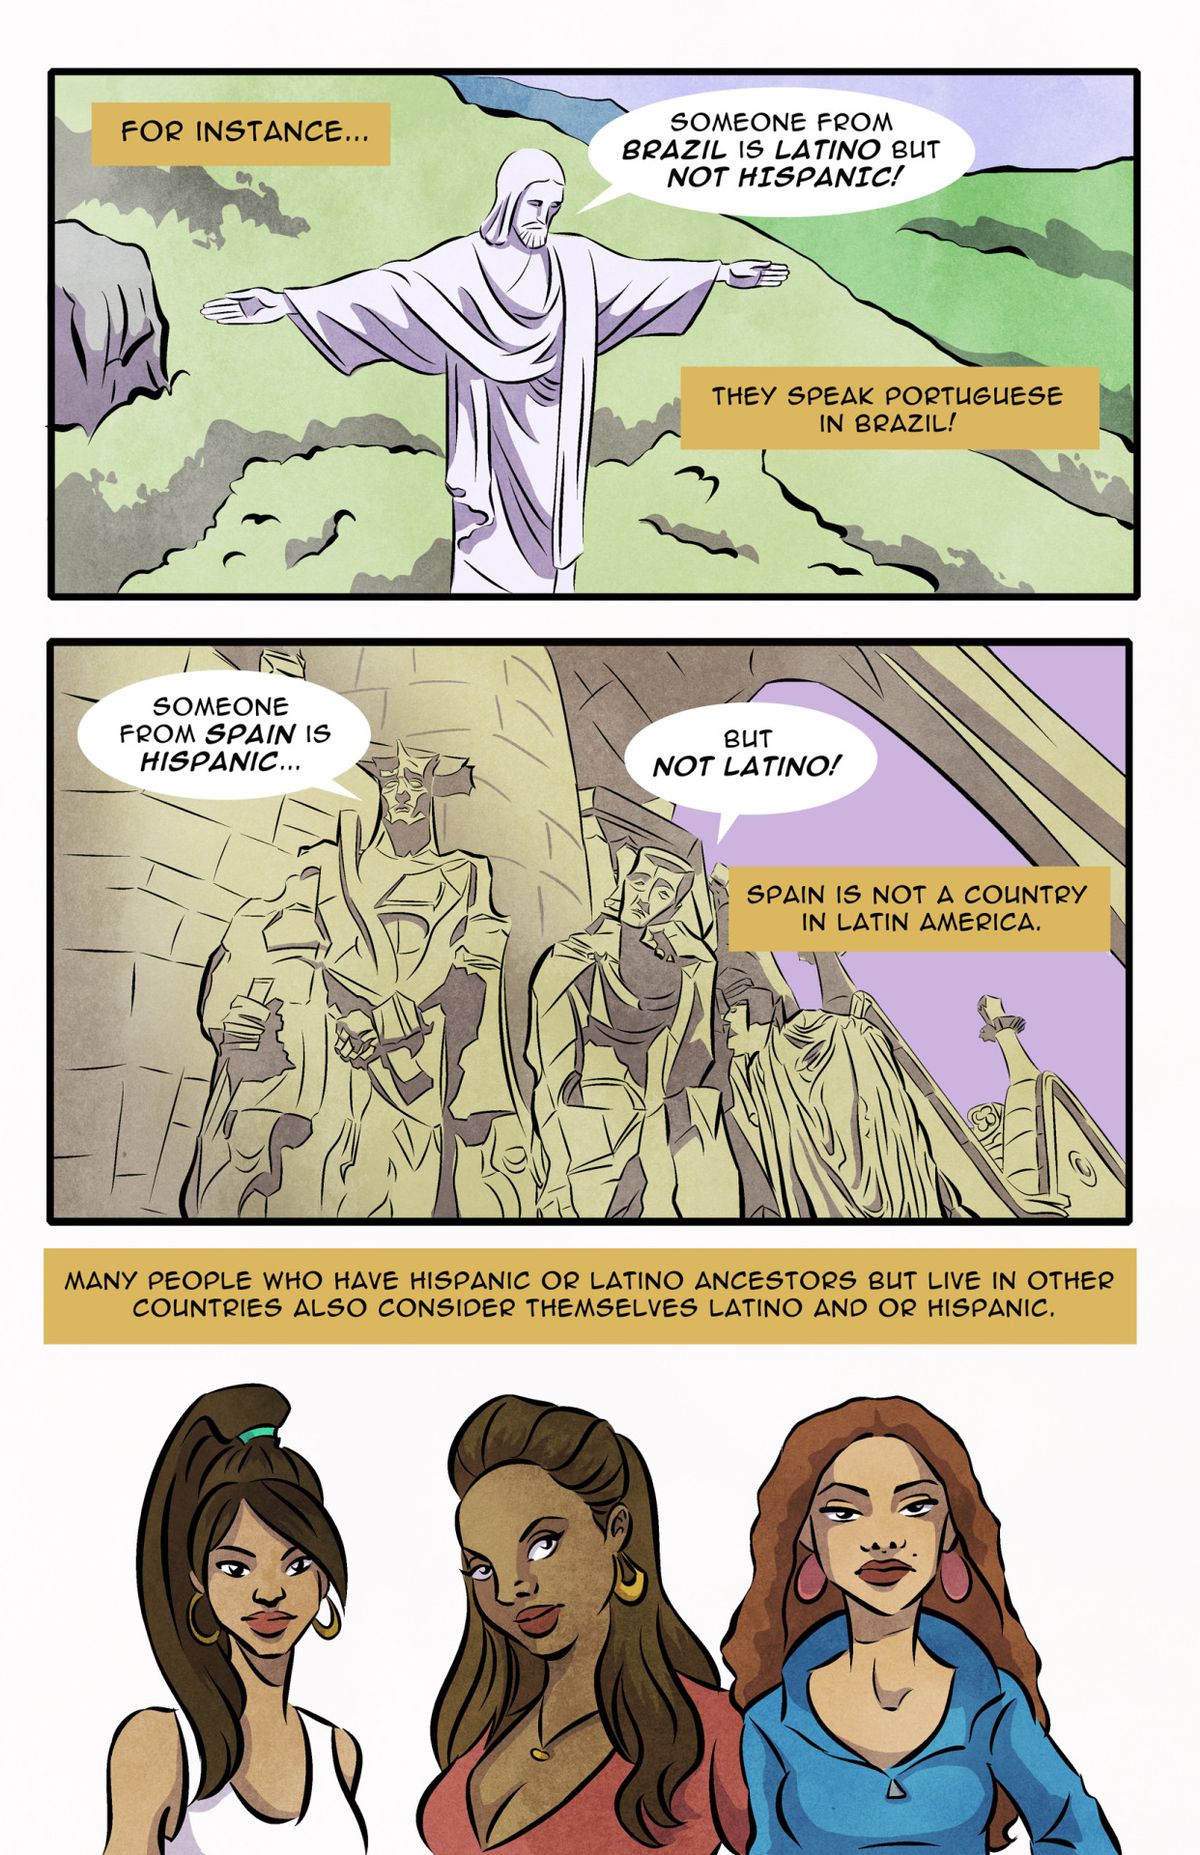 FOR INSTANCE...
SOMEONE FROM
BRAZIL IS LATINO BUT
NOT HISPANIC!
THEY SPEAK PORTUGUESE
IN BRAZIL!
SOMEONE
FROM SPAIN IS
HISPANIC...
BUT
NOT LATINO!
SPAIN IS NOT A COUNTRY
IN LATIN AMERICA.
MANY PEOPLE WHO HAVE HISPANIC OR LATINO ANCESTORS BUT LIVE IN OTHER
COUNTRIES ALSO CONSIDER THEMSELVES LATINO AND OR HISPANIC.